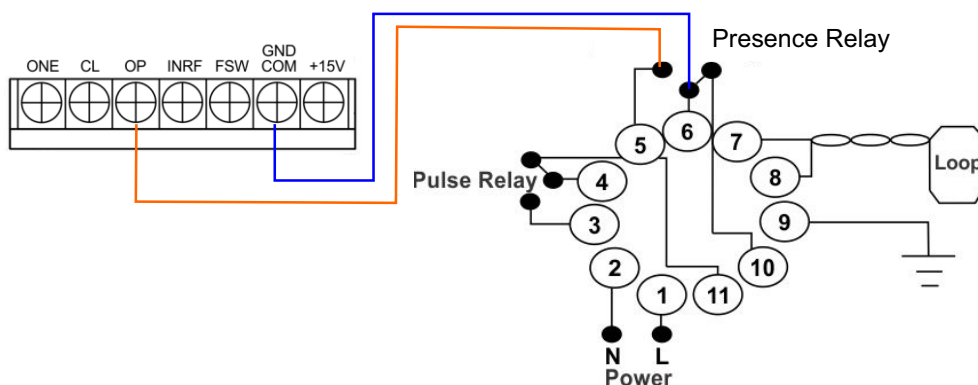 Presence Relay
ONE CL OP INRF FSW GND COM +15V
5 6 7
8
Loop
Pulse Relay
4
3
9
2
10
1
11
N L
Power